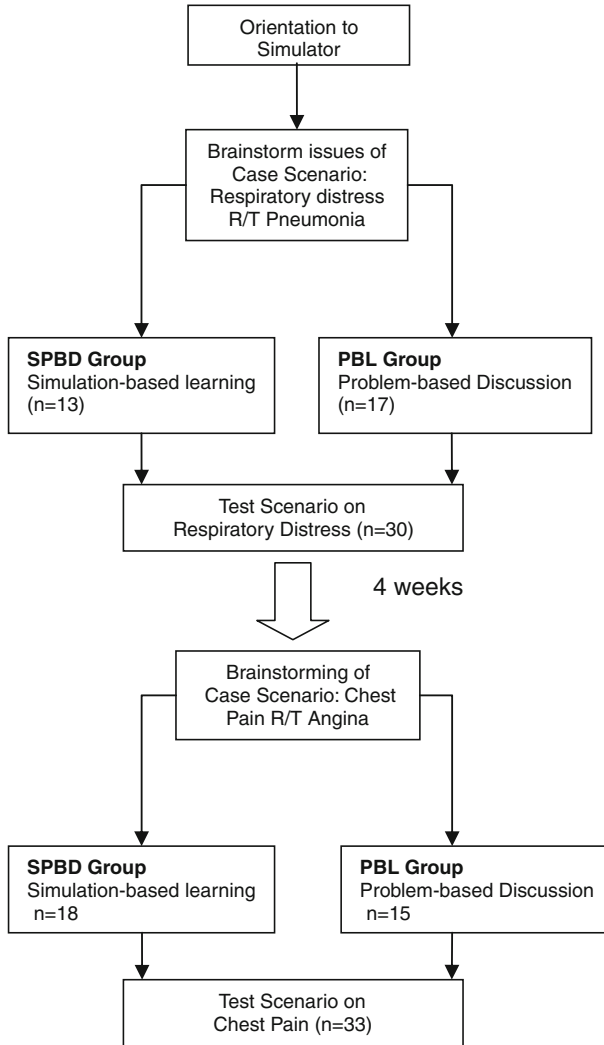 Orientation to
Simulator
Brainstorm issues of
Case Scenario:
Respiratory distress
R/T Pneumonia
SPBD Group
Simulation-based learning
(n=13)
PBL Group
Problem-based Discussion
(n=17)
Test Scenario on
Respiratory Distress (n=30)
4 weeks
Brainstorming of
Case Scenario: Chest
Pain R/T Angina
SPBD Group
Simulation-based learning
n=18
PBL Group
Problem-based Discussion
n=15
Test Scenario on
Chest Pain (n=33)